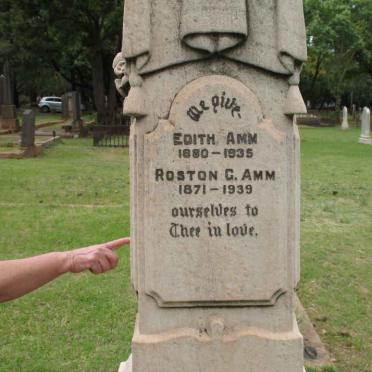 We give
EDITH AMM
1880 - 1935
ROSTON G. AMM
1871 - 1939
ourselves to
Thee in love.